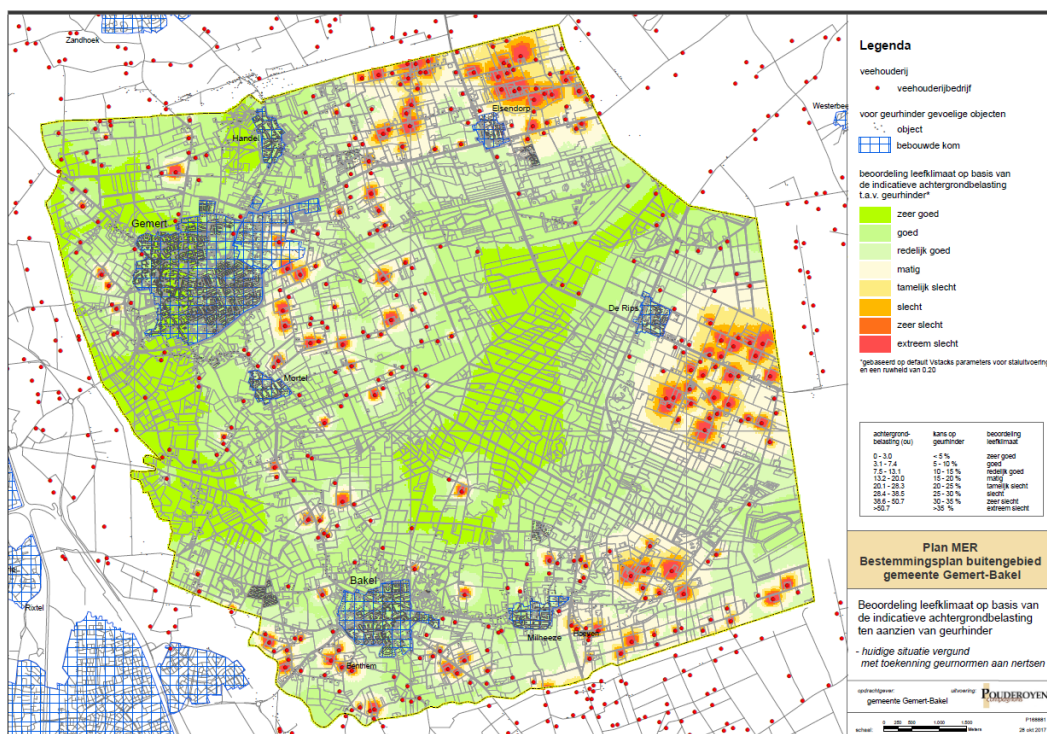 Zandhoek
Elsendorp
Handel
Gemert
De Rips
Mortel
Bakel
Milheeze
Benthem
Rixtel
Legenda
veehouderij
veehouderijbedrijf
voor geurhinder gevoelige objecten
object
bebouwde kom
beoordeling leefklimaat op basis van
de indicatieve achtergrondbelasting
t.a.v. geurhinder*
zeer goed
goed
redelijk goed
matig
tamelijk slecht
slecht
zeer slecht
extreem slecht
*gebaseerd op default Vstacks parameters voor staluitvoering
en een ruwheid van 0.20
achtergrond- kans op beoordeling
belasting (ou) geurhinder leefklimaat
0 - 3.0 < 5 % zeer goed
3.1 - 7.4 5 - 10 % goed
7.5 - 13.1 10 - 15 % redelijk goed
13.2 - 20.0 15 - 20 % matig
20.1 - 28.3 20 - 25 % tamelijk slecht
28.4 - 38.5 25 - 30 % slecht
38.6 - 50.7 30 - 35 % zeer slecht
>50.7 >35 % extreem slecht
Plan MER
Bestemmingsplan buitengebied
gemeente Gemert-Bakel
Beoordeling leefklimaat op basis van
de indicatieve achtergrondbelasting
ten aanzien van geurhinder
- huidige situatie vergund
met toekenning geurnormen aan nertsen
opdrachtgever: uitvoering:
gemeente Gemert-Bakel POUDEROYEN
compagnons
schaal: 0 250 500 1.000 1.500 Meters
26 okt 2017